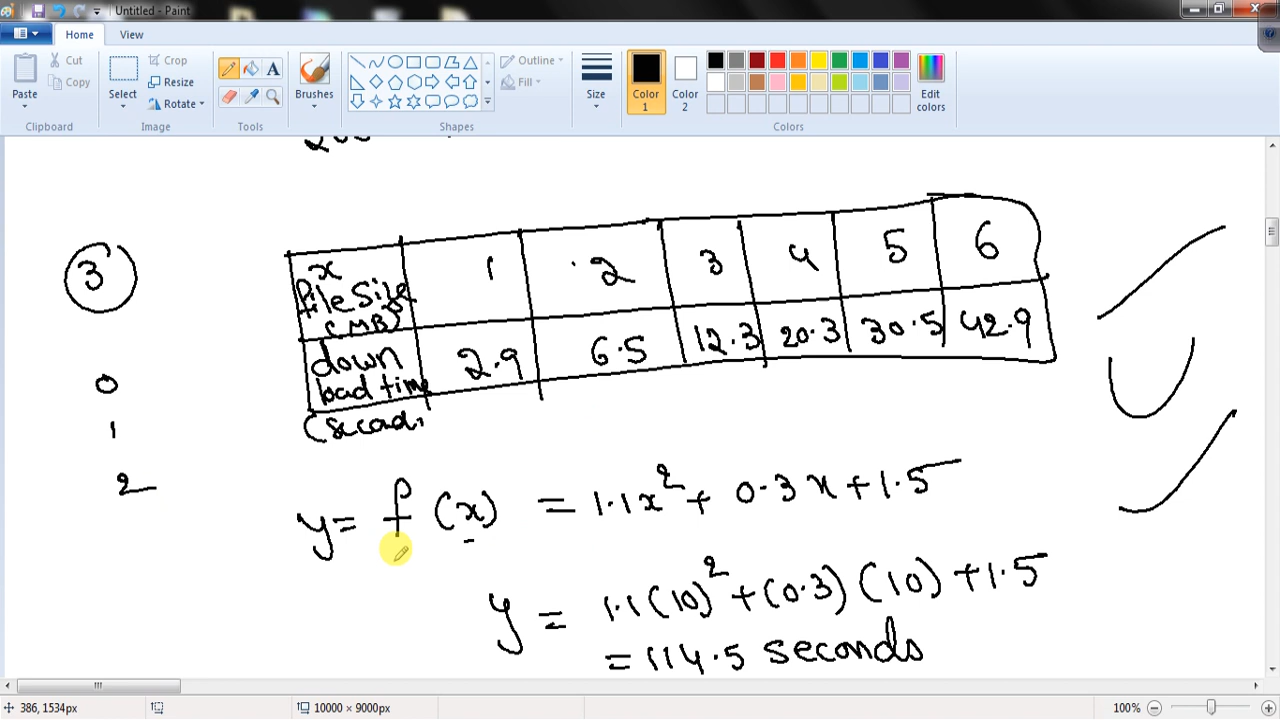 Untitled - Paint
Home View
Paste Cut Copy Clipboard
Select Crop Resize Rotate Image
A Tools
Brushes
Outline Fill Shapes
Size
Color 1 Color 2 Edit colors Colors
3
x 1 2 3 4 5 6
file size
(MB)
down 2.9 6.5 12.3 20.3 30.5 42.9
load time
0
1
2
y = f (x) = 1.1x² + 0.3x + 1.5
y = 1.1(10)² + (0.3) (10) + 1.5
= 114.5 seconds
386, 1534px 10000 × 9000px 100%